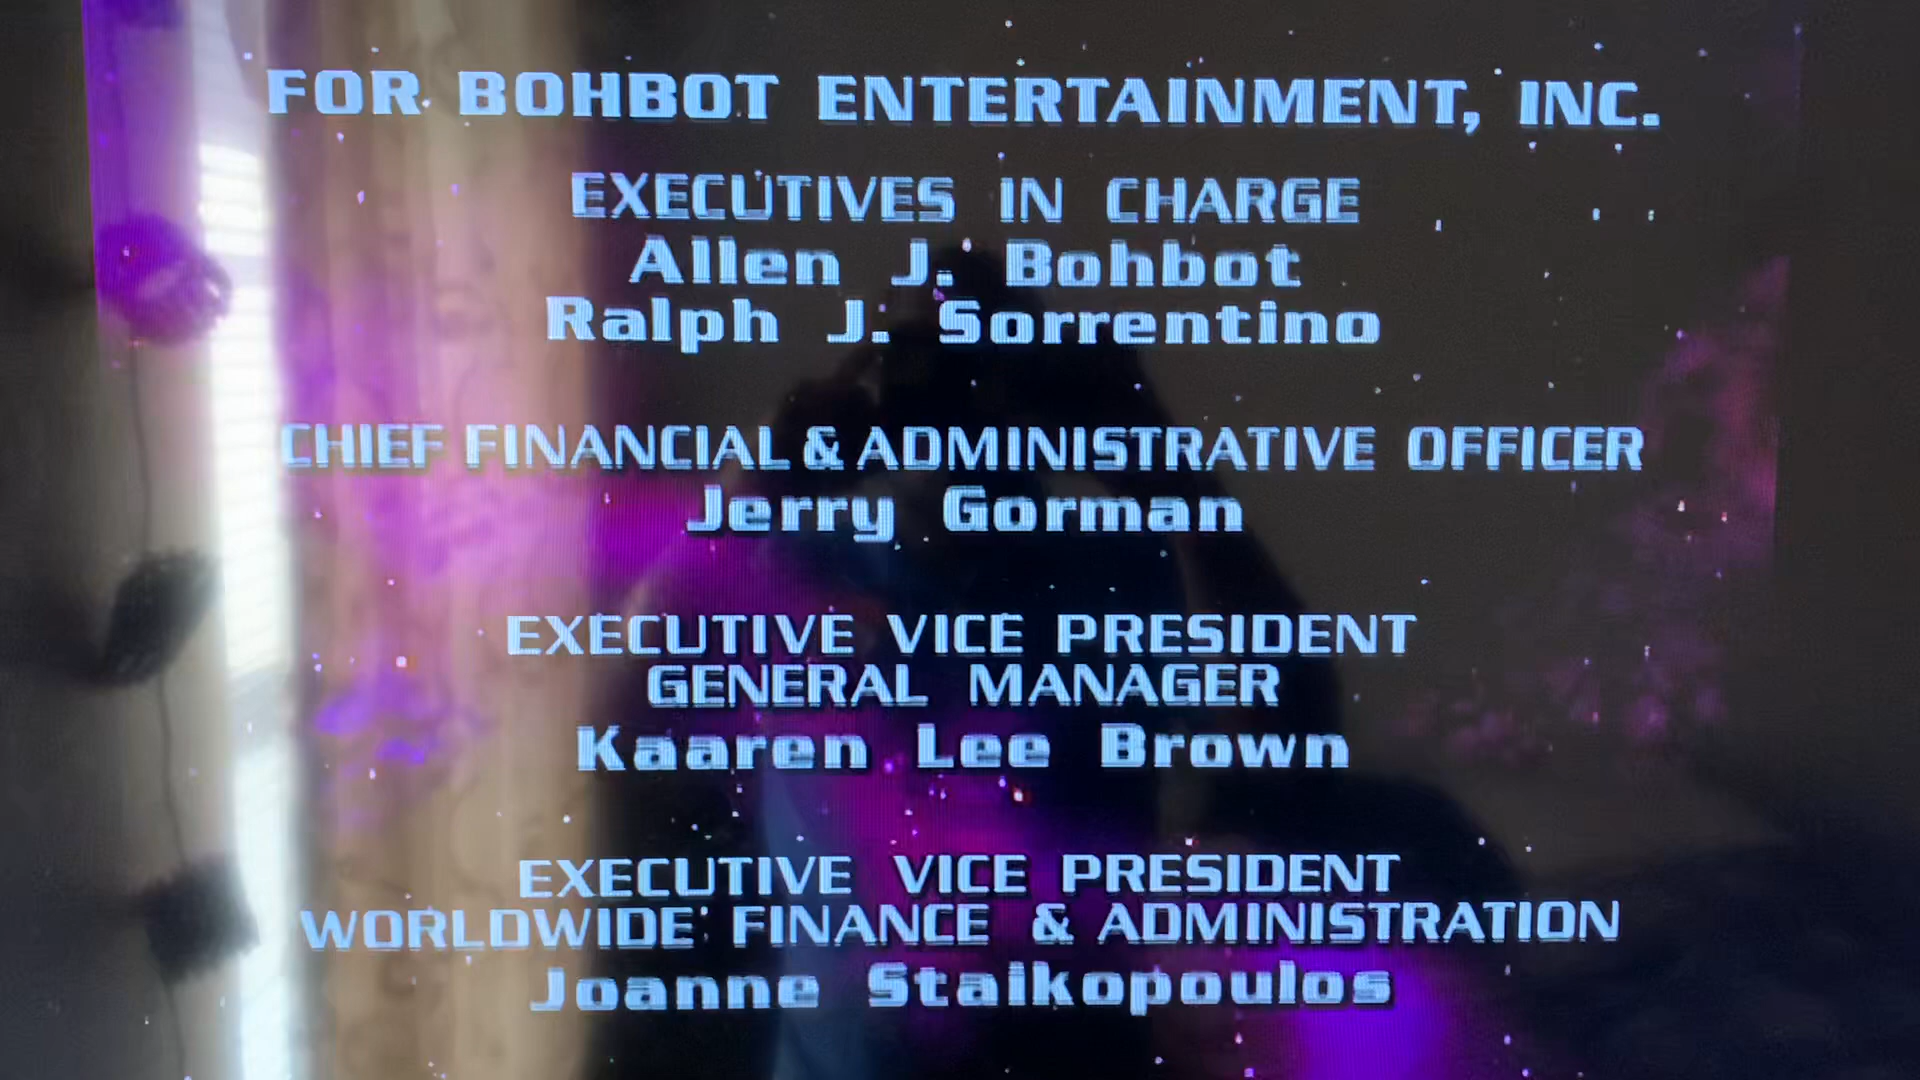 FOR BOHBOT ENTERTAINMENT, INC.
EXECUTIVES IN CHARGE
Allen J. Bohbot
Ralph J. Sorrentino
CHIEF FINANCIAL & ADMINISTRATIVE OFFICER
Jerry Gorman
EXECUTIVE VICE PRESIDENT
GENERAL MANAGER
Kaaren Lee Brown
EXECUTIVE VICE PRESIDENT
WORLDWIDE FINANCE & ADMINISTRATION
Joanne Staikopoulos